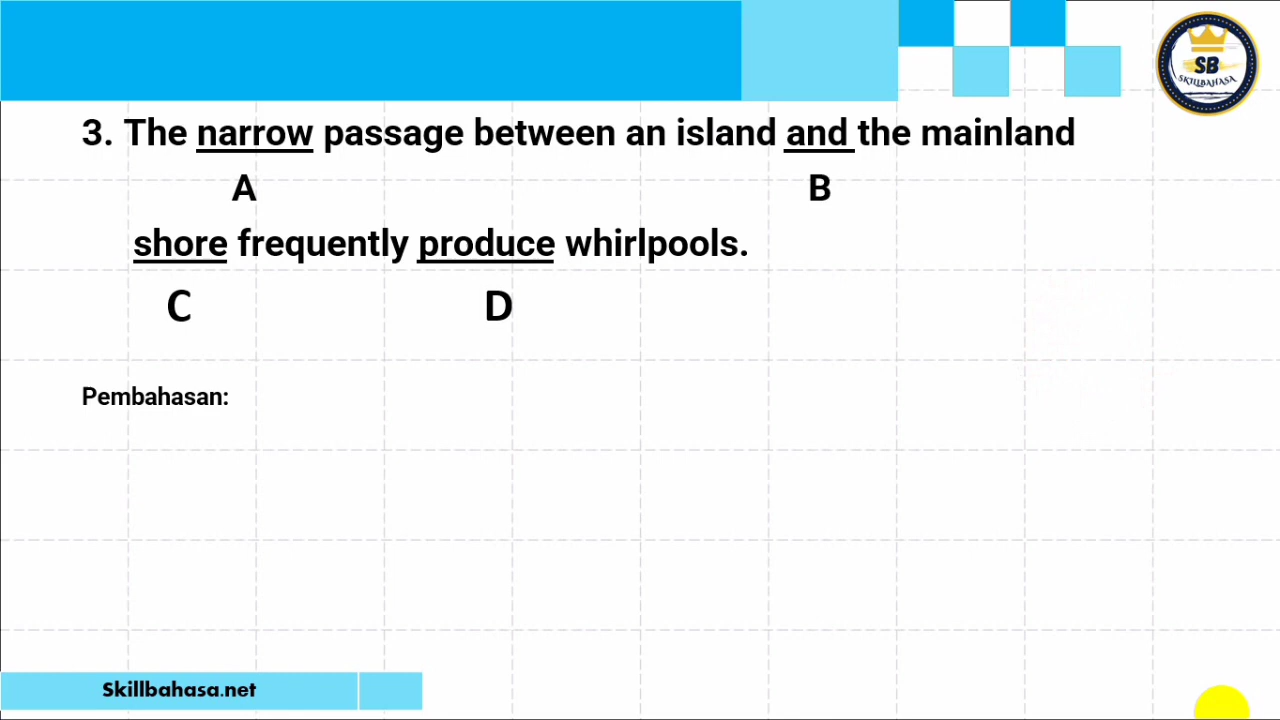 SB
SKILLBAHASA
3. The narrow passage between an island and the mainland
A B
shore frequently produce whirlpools.
C D
Pembahasan:
Skillbahasa.net